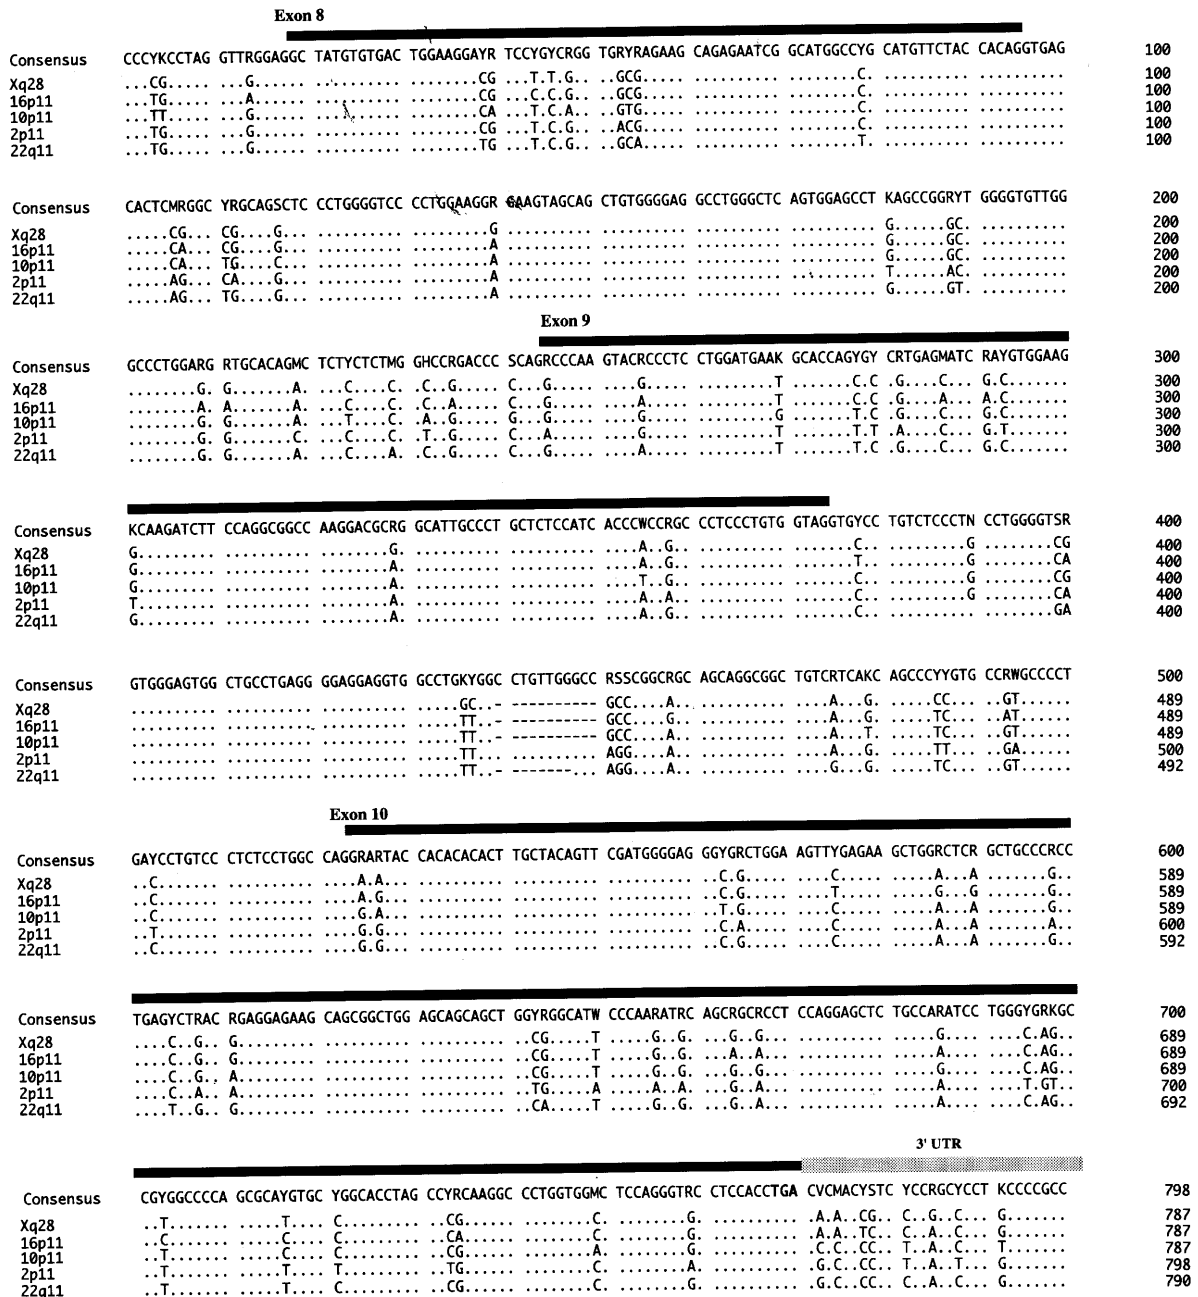 Exon 8
Consensus CCCYKCCTAG GTTRGGAGGC TATGTGTGACT GGAAGGAYR TCCYGYCRGG TGRYRAGAAG CAGAGAATCGG CATGGCCYG CATGTTCTAC CACAGGTGAG 100
Xq28 ...CG..... ...G...... .......... ........CG ...T.T.G.. ..GCG..... .......... ........C. .......... .......... 100
16p11 ...TG..... ...A...... .......... ........CG ...C.C.G.. ..GCG..... .......... ........C. .......... .......... 100
10p11 ...TT..... ...G...... .......... ........CA ...T.C.A.. ..GTG..... .......... ........C. .......... .......... 100
2p11 ...TG..... ...G...... .......... ........CG ...T.C.G.. ..ACG..... .......... ........C. .......... .......... 100
22q11 ...TG..... ...G...... .......... ........TG ...T.C.G.. ..GCA..... .......... ........T. .......... .......... 100
Consensus CACTCMRGGC YRGCAGSCTC CCCTGGGGTCC CCTGGAAGGR GAAGTAGCAG CTGTGGGGAG GCCTGGGCTC AGTGGAGCCT KAGCCGGRYT GGGGTGTTGG 200
Xq28 .....CG... CG....G... .......... .........G .......... .......... .......... .......... G......GC. .......... 200
16p11 .....CA... CG....G... .......... .........A .......... .......... .......... .......... G......GC. .......... 200
10p11 .....CA... TG....C... .......... .........A .......... .......... .......... .......... G......GC. .......... 200
2p11 .....AG... CA....G... .......... .........A .......... .......... .......... .......... T......AC. .......... 200
22q11 .....AG... TG....G... .......... .........A .......... .......... .......... .......... G......GT. .......... 200
Exon 9
Consensus GCCCTGGARG RGTGCACAGMC TCTYCTCTMG GHCCRGACCC SCAGRCCCAA GTACRCCCTC CTGGATGAAK GCACCAGYGY CRTGAGMATC RAYGTGGAAG 300
Xq28 ........G. G.......A. ...C....C. .C..G..... C...G..... ....G..... .........T .......C.C .G....C... G.C....... 300
16p11 ........A. A.......A. ...C....C. .C..A..... C...G..... ....A..... .........T .......C.C .G....A... A.C....... 300
10p11 ........G. G.......A. ...T....C. .A..G..... G...G..... ....G..... .........G .......T.C .G....C... G.C....... 300
2p11 ........G. G.......C. ...C....C. .T..G..... C...A..... ....G..... .........T .......T.T .A....C... G.T....... 300
22q11 ........G. G.......A. ...C....A. .C..G..... C...G..... ....A..... .........T .......T.C .G....C... G.C....... 300
Consensus KCAAGATCTT CCAGGCGGCC AAGGACGCRG GCATTGCCCT GCTCTCCATC ACCCWCCRGC CCTCCCTGTG GTAGGTGYCC TGTCTCCCTN CCTGGGGTSR 400
Xq28 G......... .......... ........G. .......... .......... ....A..G.. .......... .......C.. .........G ........CG 400
16p11 G......... .......... ........A. .......... .......... ....A..G.. .......... .......T.. .........G ........CA 400
10p11 G......... .......... ........A. .......... .......... ....T..G.. .......... .......C.. .........G ........CG 400
2p11 T......... .......... ........A. .......... .......... ....A..A.. .......... .......C.. .........G ........CA 400
22q11 G......... .......... ........A. .......... .......... ....A..G.. .......... .......C.. ......... ........GA 400
Consensus GTGGGAGTGG CTGCCTGAGG GGAGGAGGTG GCCTGKYGGC CTGTTGGGCC RSSCGGCRGC AGCAGGCGGC TGTCRTCAKC AGCCCYYGTG CCRWGCCCCT 500
Xq28 .......... .......... .......... .....GC..- ---------- GCC....A.. .......... ....A...G. .....CC... ..GT...... 489
16p11 .......... .......... .......... .....TT..- ---------- GCC....G.. .......... ....A...G. .....TC... ..AT...... 489
10p11 .......... .......... .......... .....TT..- ---------- GCC....A.. .......... ....A...T. .....TC... ..GT...... 489
2p11 .......... .......... .......... .....TT... .......... AGG....A.. .......... ....A...G. .....TT... ..GA...... 500
22q11 .......... .......... .......... .....TT..- -------... AGG....A.. .......... ....G...G. .....TC... ..GT...... 492
Exon 10
Consensus GAYCCTGTCC CTCTCCTGGC CAGGRARTAC CACACACACTT TGCTACAGTT CGATGGGGAG GGYGRCTGGA AGTTYGAGAA GCTGGRCTCR GCTGCCCRCC 600
Xq28 ..C....... .......... ....A.A... .......... .......... .......... ..C.G..... ....C..... .....A...A .......G.. 589
16p11 ..C....... .......... ....A.G... .......... .......... .......... ..C.G..... ....T..... .....G...G .......G.. 589
10p11 ..C....... .......... ....G.A... .......... .......... .......... ..T.G..... ....C..... .....A...A .......G.. 589
2p11 ..T....... .......... ....G.G... .......... .......... .......... ..C.A..... ....C..... .....A...A .......A.. 600
22q11 ..C....... .......... ....G.G... .......... .......... .......... ..C.G..... ....C..... .....A...A .......G.. 592
Consensus TGAGYCTRAC RGAGGAGAAG CAGCGGCTGG AGCAGCAGCTG GGYRGGCATW CCCCAARATRC AGCRGCRCCT CCAGGAGCTC TGCCARATCC TGGGYGRKGC 700
Xq28 ....C..G.. G......... .......... .......... ..CG.....T .....G..G. ...G..G... .......... .....G.... ....C.AG.. 689
16p11 ....C..G.. G......... .......... .......... ..CG.....T .....G..G. ...A..A... .......... .....A.... ....C.AG.. 689
10p11 ....C..G.. A......... .......... .......... ..CG.....T .....G..G. ...G..G... .......... .....G.... ....C.AG.. 689
2p11 ....C..A.. A......... .......... .......... ..TG.....A .....A..A. ...G..G... .......... .....A.... ....T.GT.. 700
22q11 ....T..G.. G......... .......... .......... ..CA.....T .....G..G. ...G..A... .......... .....A.... ....C.AG.. 692
3' UTR
Consensus CGYGGCCCCA GCGCAYGTGC YGGCACCTAG CCYRCAAGGC CCTGGTGGMC TCCAGGGTRC CCTCCACCTGA CVCMACYSTC YCCRGCYCCT KCCCCGCC 798
Xq28 ..T....... .....T.... C......... ...CG..... ........C. ........G. .......... .A.A..CG.. C..G..C... G....... 787
16p11 ..C....... .....C.... C......... ...CA..... ........C. ........G. .......... .A.A..TC.. C..G..C... G....... 787
10p11 ..T....... .....C.... C......... ...CG..... ........A. ........G. .......... .C.C..CC.. T..A..C... T....... 787
2p11 ..T....... .....T.... T......... ...TG..... ........C. ........A. .......... .G.C..CC.. T..A..T... G....... 798
22q11 ..T....... .....T.... C......... ...CG..... ........C. ........G. .......... .G.C..CC.. C..A..C... G....... 790